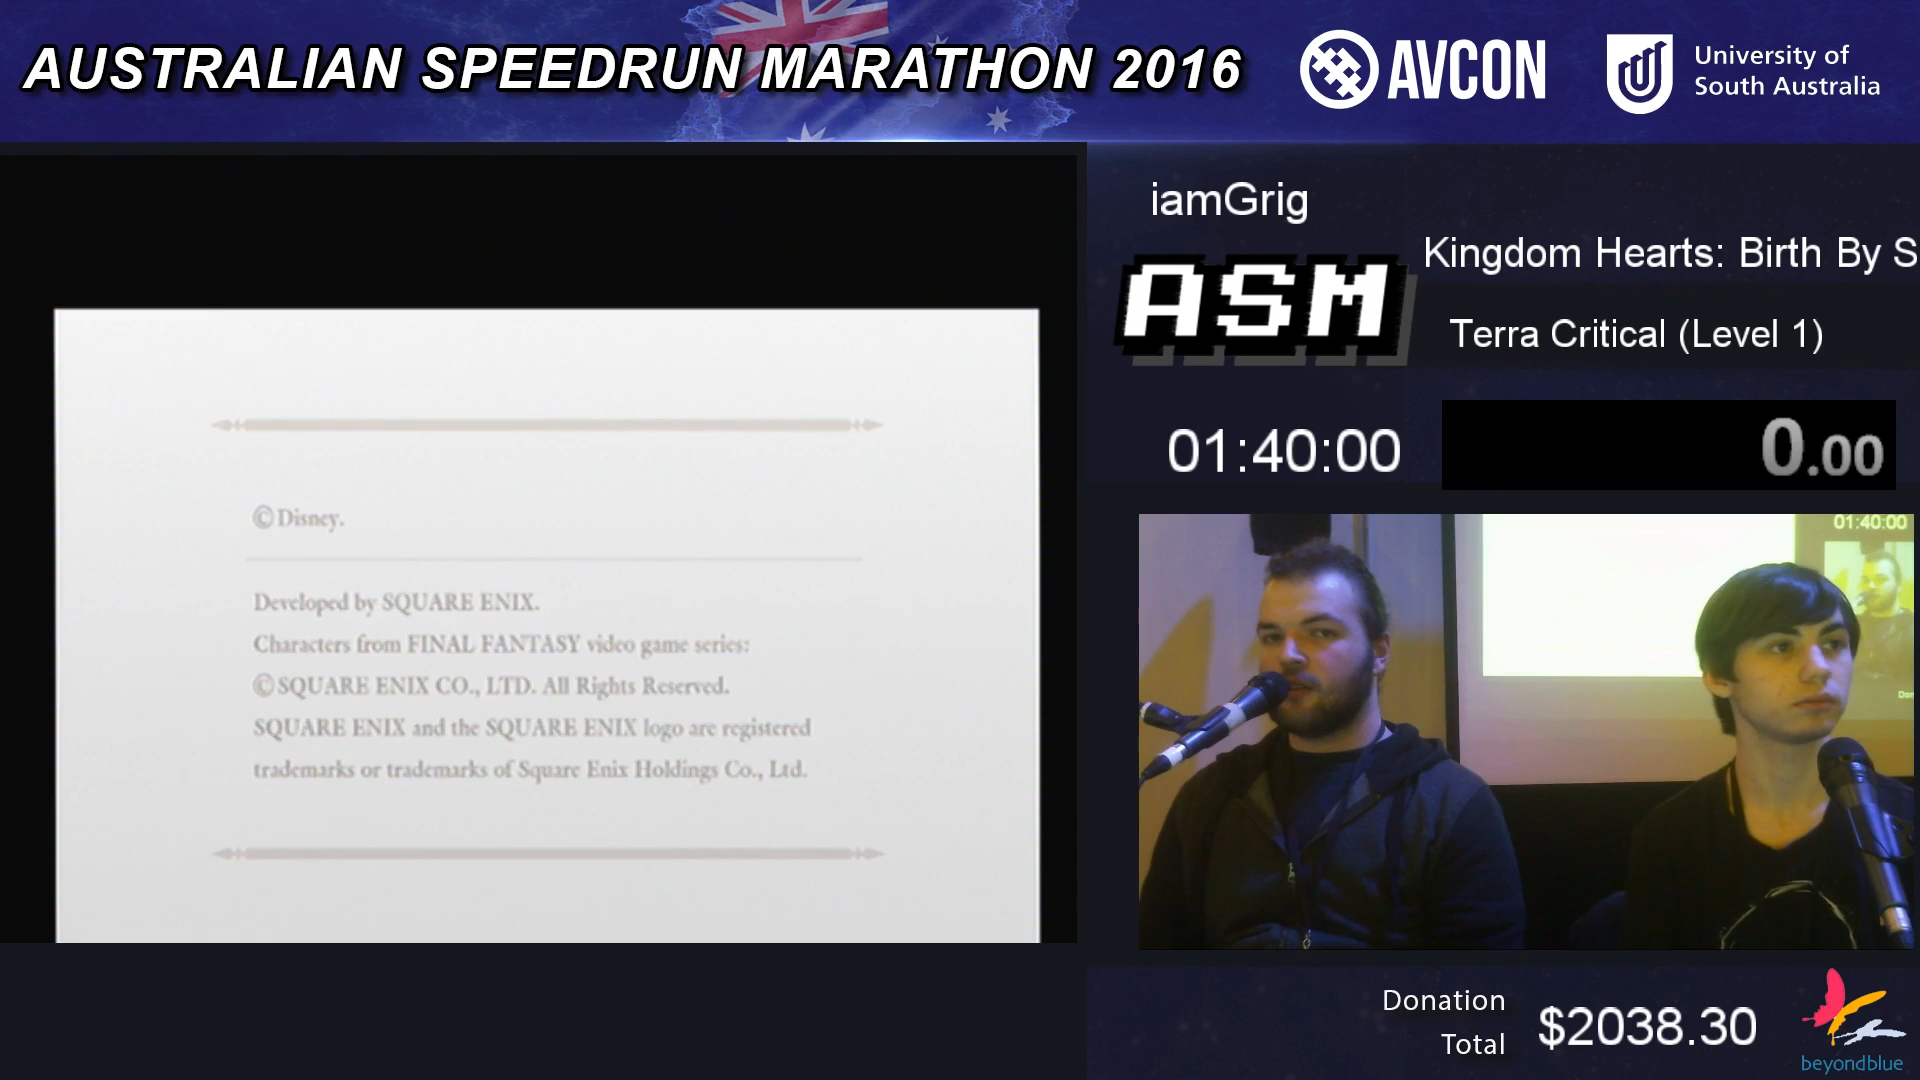 AUSTRALIAN SPEEDRUN MARATHON 2016
AVCON
University of
South Australia
iamGrig
ASM
Kingdom Hearts: Birth By S
Terra Critical (Level 1)
01:40:00
0.00
©Disney.
Developed by SQUARE ENIX.
Characters from FINAL FANTASY video game series:
©SQUARE ENIX CO., LTD. All Rights Reserved.
SQUARE ENIX and the SQUARE ENIX logo are registered
trademarks or trademarks of Square Enix Holdings Co., Ltd.
01:40:00
Donation
Total
$2038.30
beyondblue